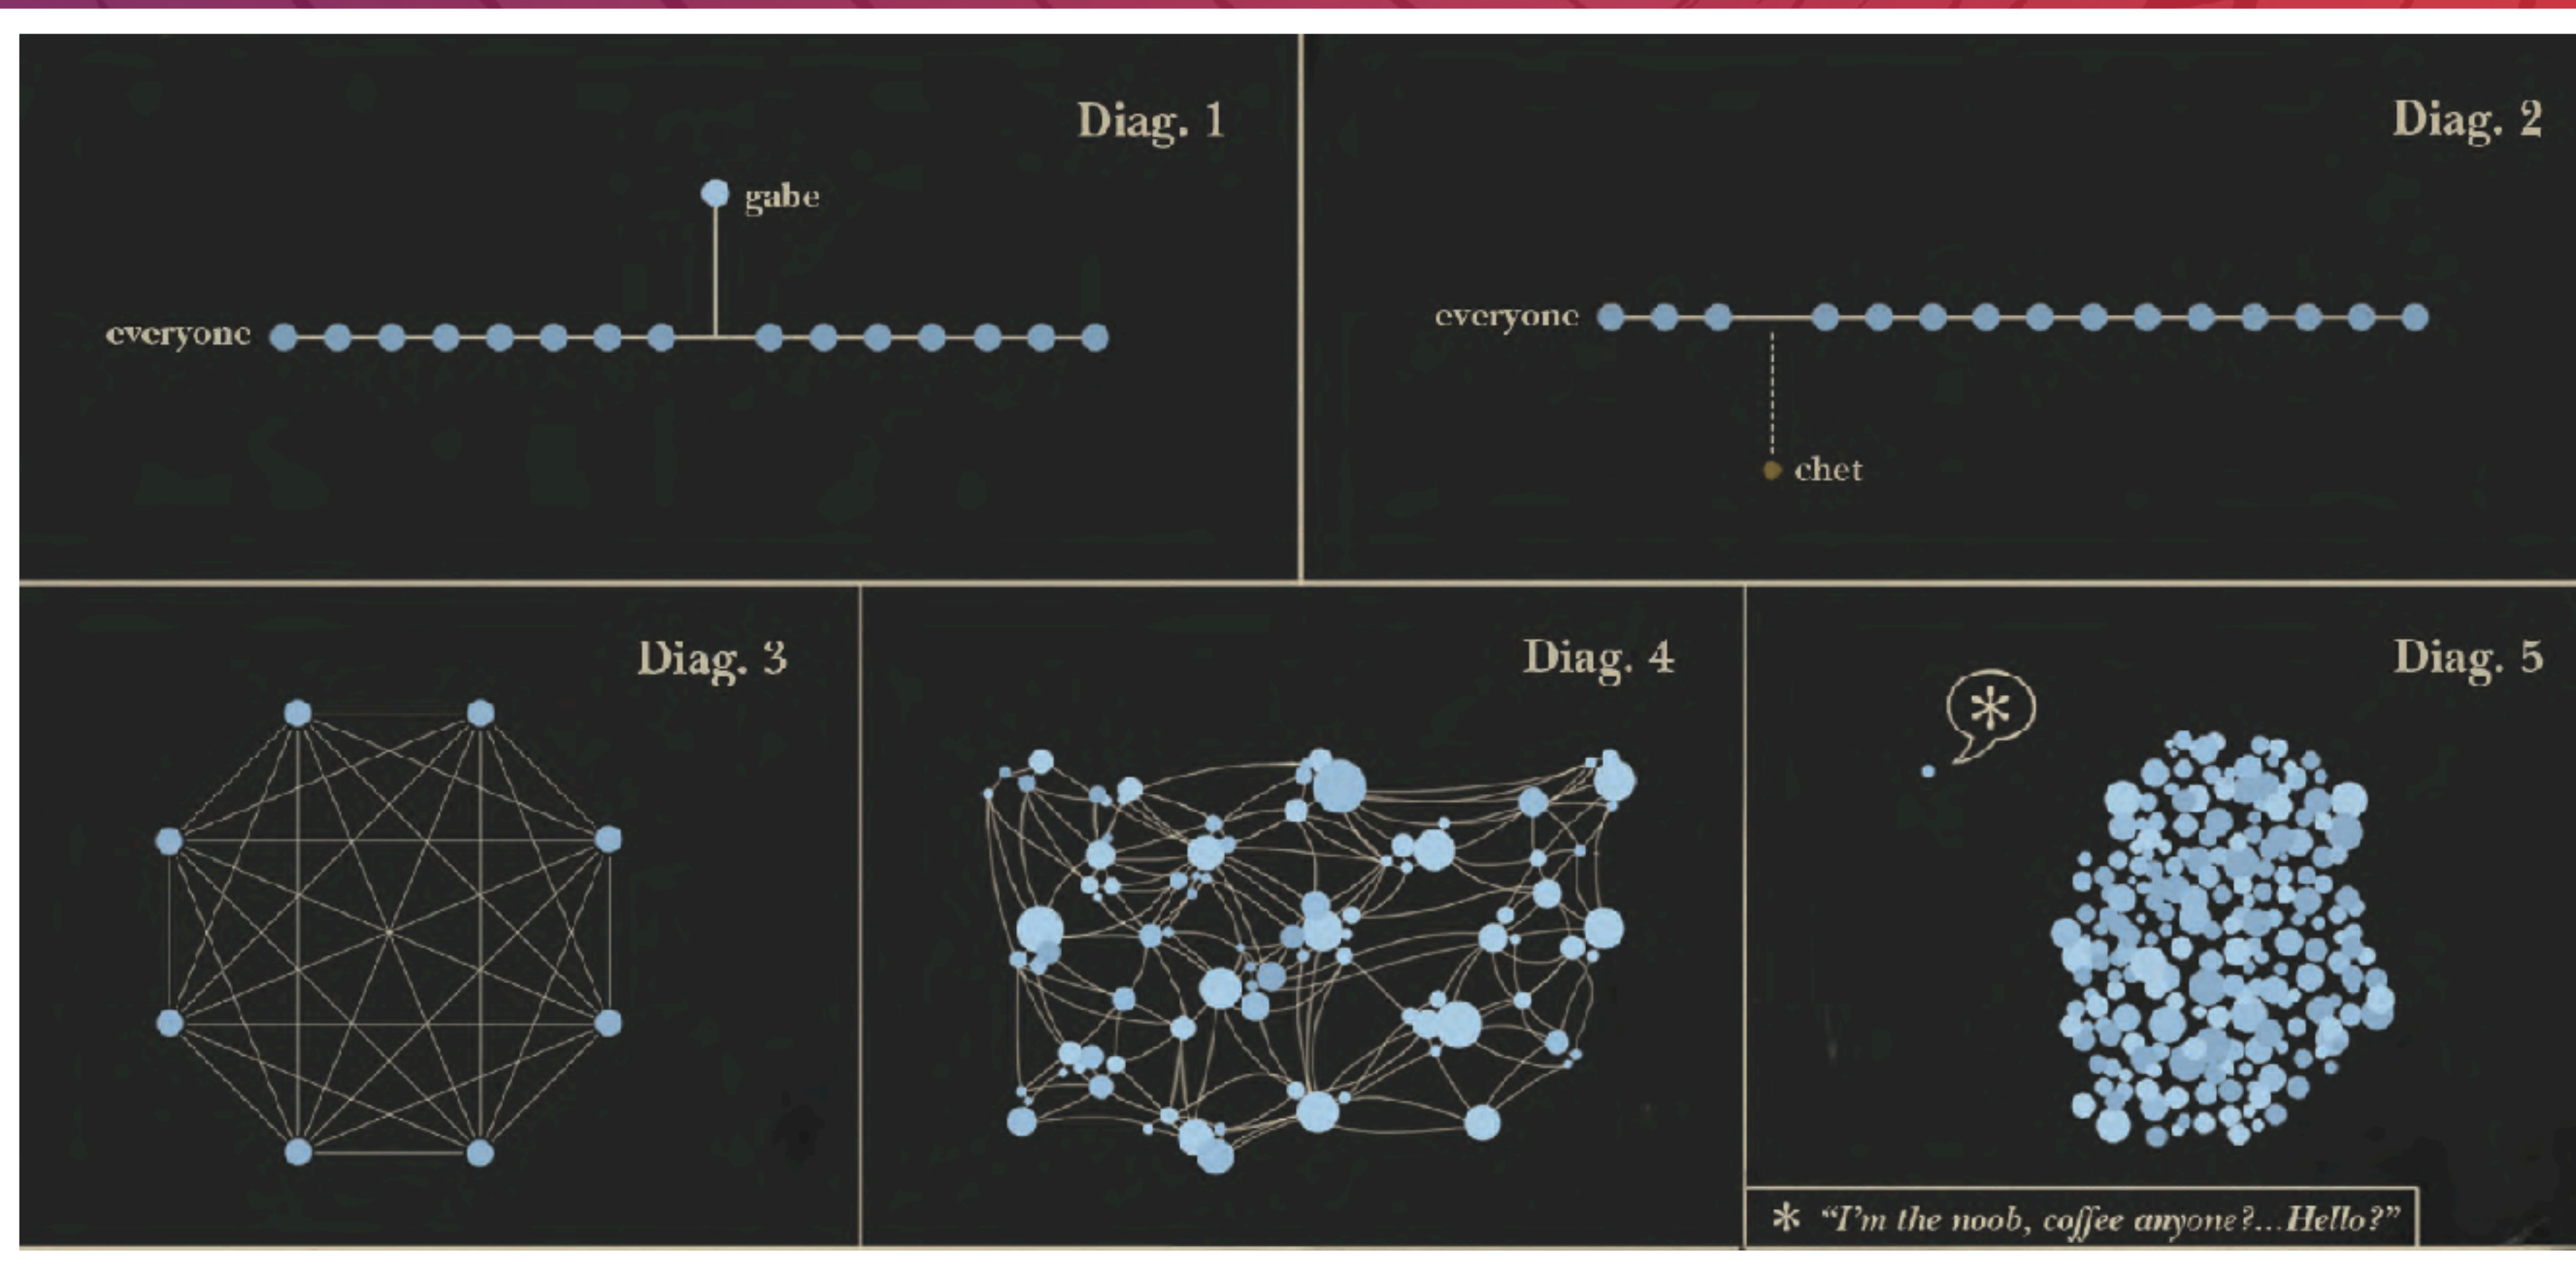 Diag. 1
gabe
everyone
Diag. 2
everyone
chet
Diag. 3
Diag. 4
Diag. 5
*
* “I’m the noob, coffee anyone?...Hello?”